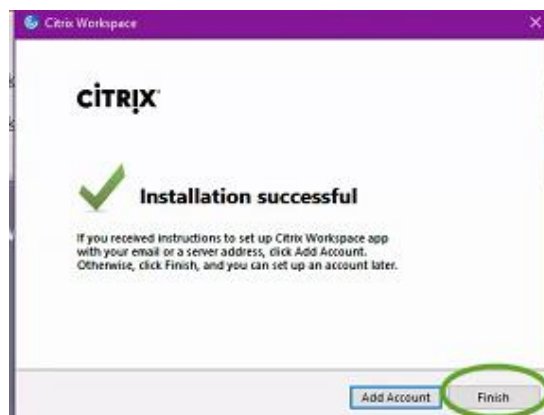 Citrix Workspace
CİTRIX
Installation successful
If you received instructions to set up Citrix Workspace app
with your email or a server address, click Add Account.
Otherwise, click Finish, and you can set up an account later.
Add Account
Finish